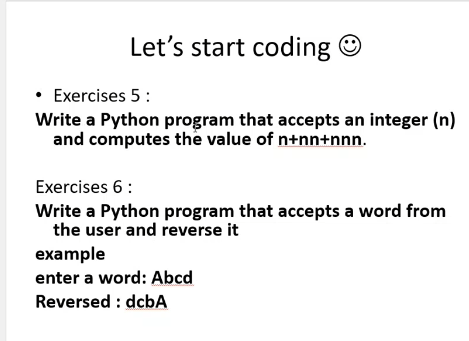 Let's start coding ☺
• Exercises 5 :
Write a Python program that accepts an integer (n)
and computes the value of n+nn+nnn.
Exercises 6 :
Write a Python program that accepts a word from
the user and reverse it
example
enter a word: Abcd
Reversed : dcbA